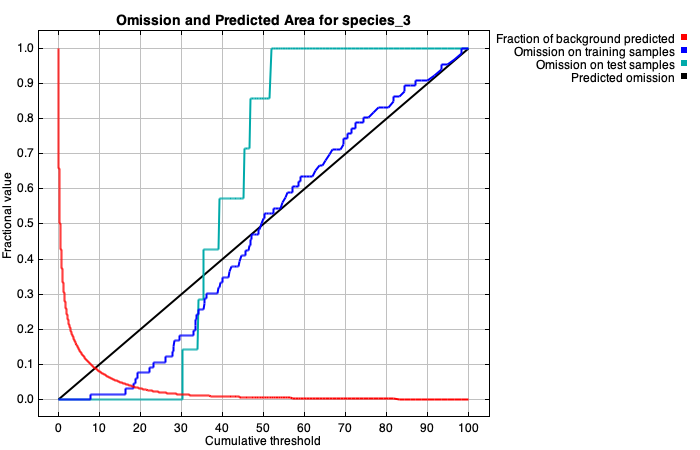 Omission and Predicted Area for species_3
Fraction of background predicted
Omission on training samples
Omission on test samples
Predicted omission
Fractional value
1.0
0.9
0.8
0.7
0.6
0.5
0.4
0.3
0.2
0.1
0.0
0 10 20 30 40 50 60 70 80 90 100
Cumulative threshold